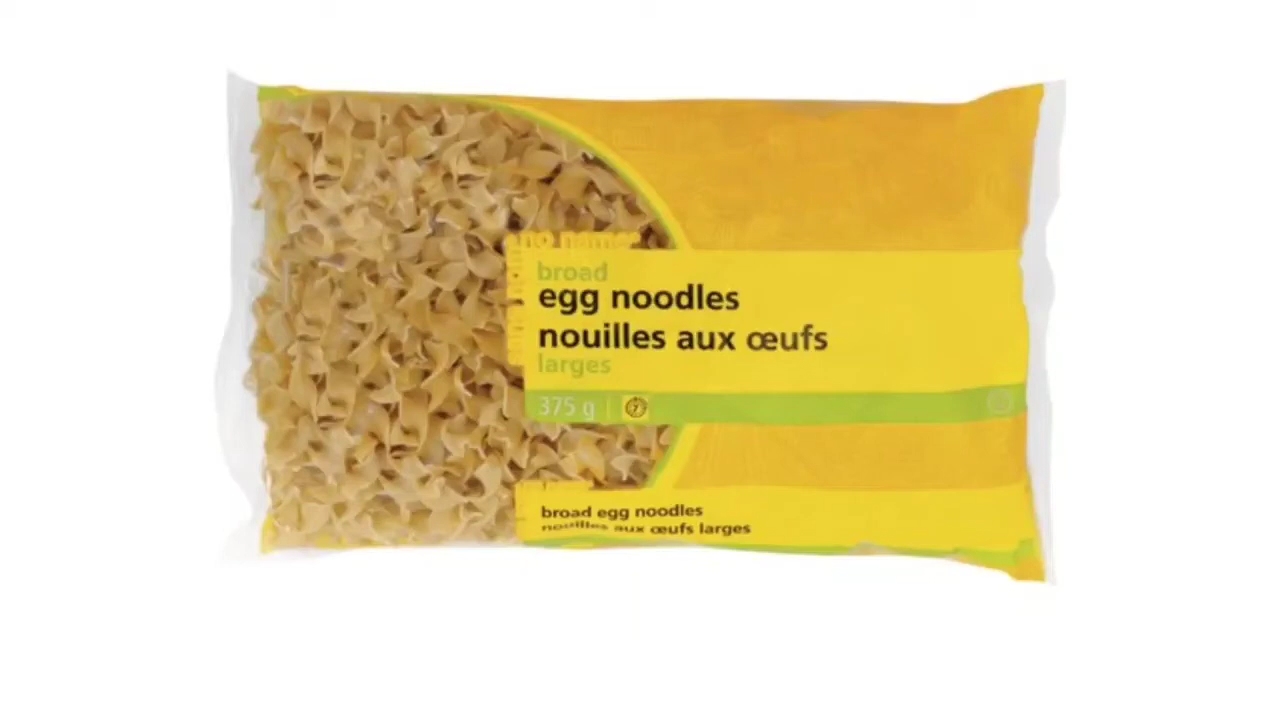 no name
broad
egg noodles
nouilles aux œufs
larges
375 g
broad egg noodles
nouilles aux œufs larges